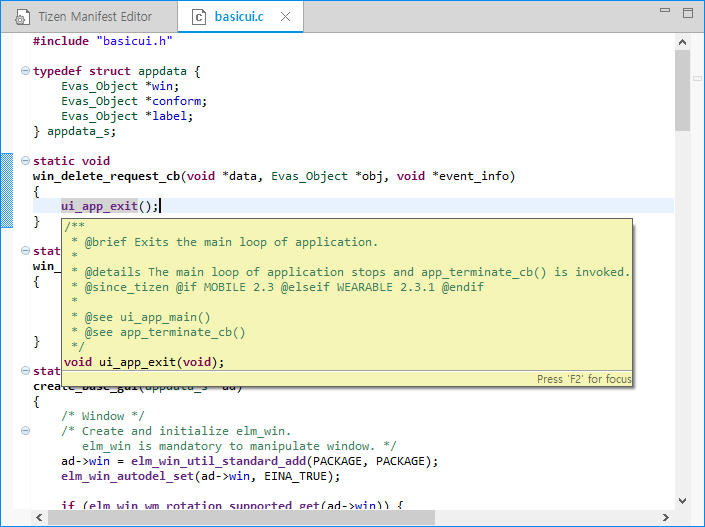 Tizen Manifest Editor
basicui.c
#include "basicui.h"
typedef struct appdata {
Evas_Object *win;
Evas_Object *conform;
Evas_Object *label;
} appdata_s;
static void
win_delete_request_cb(void *data, Evas_Object *obj, void *event_info)
{
ui_app_exit();
}
/**
* @brief Exits the main loop of application.
*
* @details The main loop of application stops and app_terminate_cb() is invoked.
* @since_tizen @if MOBILE 2.3 @elseif WEARABLE 2.3.1 @endif
*
* @see ui_app_main()
* @see app_terminate_cb()
*/
void ui_app_exit(void);
Press 'F2' for focus
stat
win_
{
}
stat
create_base_gui(appdata_s *ad)
{
/* Window */
/* Create and initialize elm_win.
elm_win is mandatory to manipulate window. */
ad->win = elm_win_util_standard_add(PACKAGE, PACKAGE);
elm_win_autodel_set(ad->win, EINA_TRUE);
if (elm_win_wm_rotation_supported_get(ad->win)) {